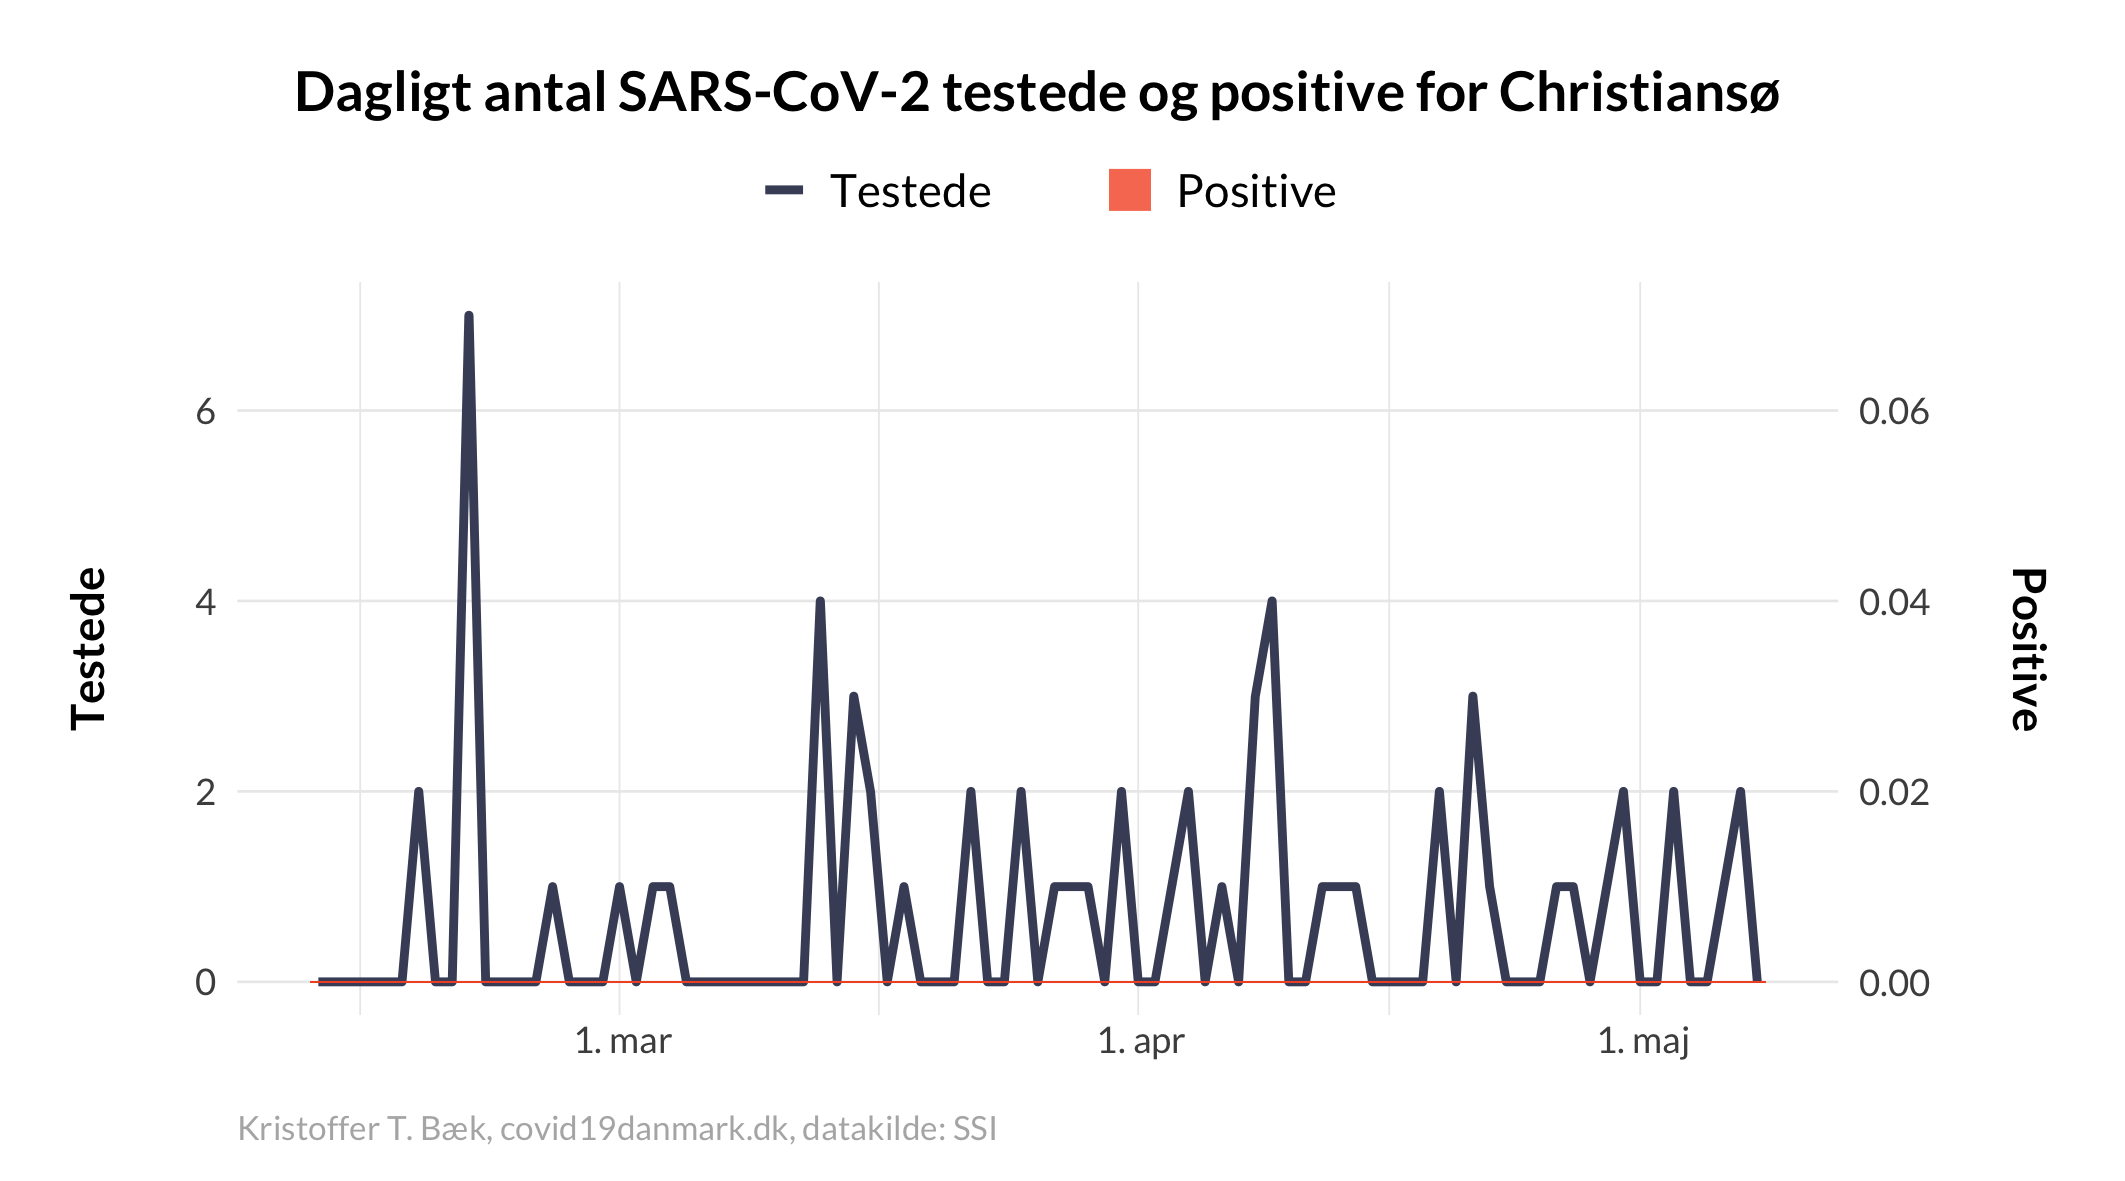 Dagligt antal SARS-CoV-2 testede og positive for Christiansø
Testede
Positive
Testede
6
4
2
0
0.06
0.04
0.02
0.00
Positive
1. mar
1. apr
1. maj
Kristoffer T. Bæk, covid19danmark.dk, datakilde: SSI